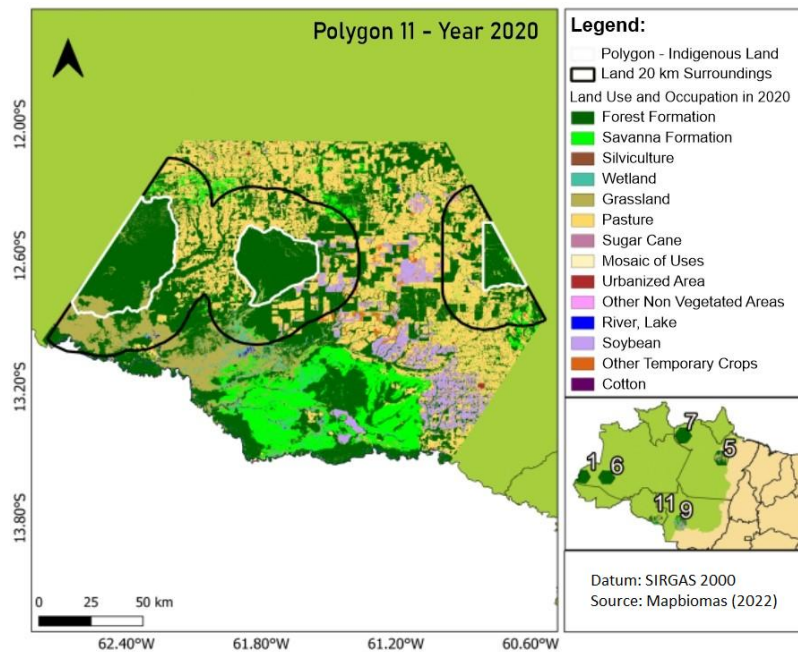 Polygon 11 - Year 2020
12.00°S
12.60°S
13.20°S
13.80°S
0 25 50 km
62.40°W 61.80°W 61.20°W 60.60°W
Legend:
Polygon - Indigenous Land
Land 20 km Surroundings
Land Use and Occupation in 2020
Forest Formation
Savanna Formation
Silviculture
Wetland
Grassland
Pasture
Sugar Cane
Mosaic of Uses
Urbanized Area
Other Non Vegetated Areas
River, Lake
Soybean
Other Temporary Crops
Cotton
7
5
1 6
11 9
Datum: SIRGAS 2000
Source: Mapbiomas (2022)